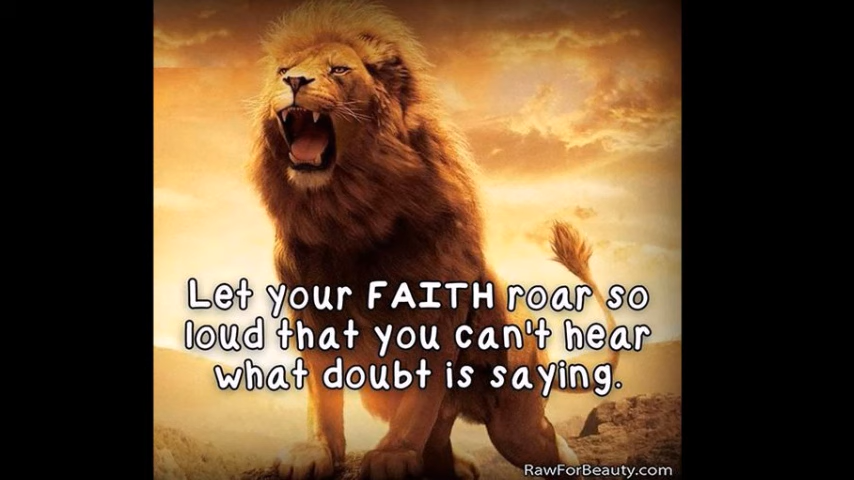 Let your FAITH roar so
loud that you can't hear
what doubt is saying.
RawForBeauty.com